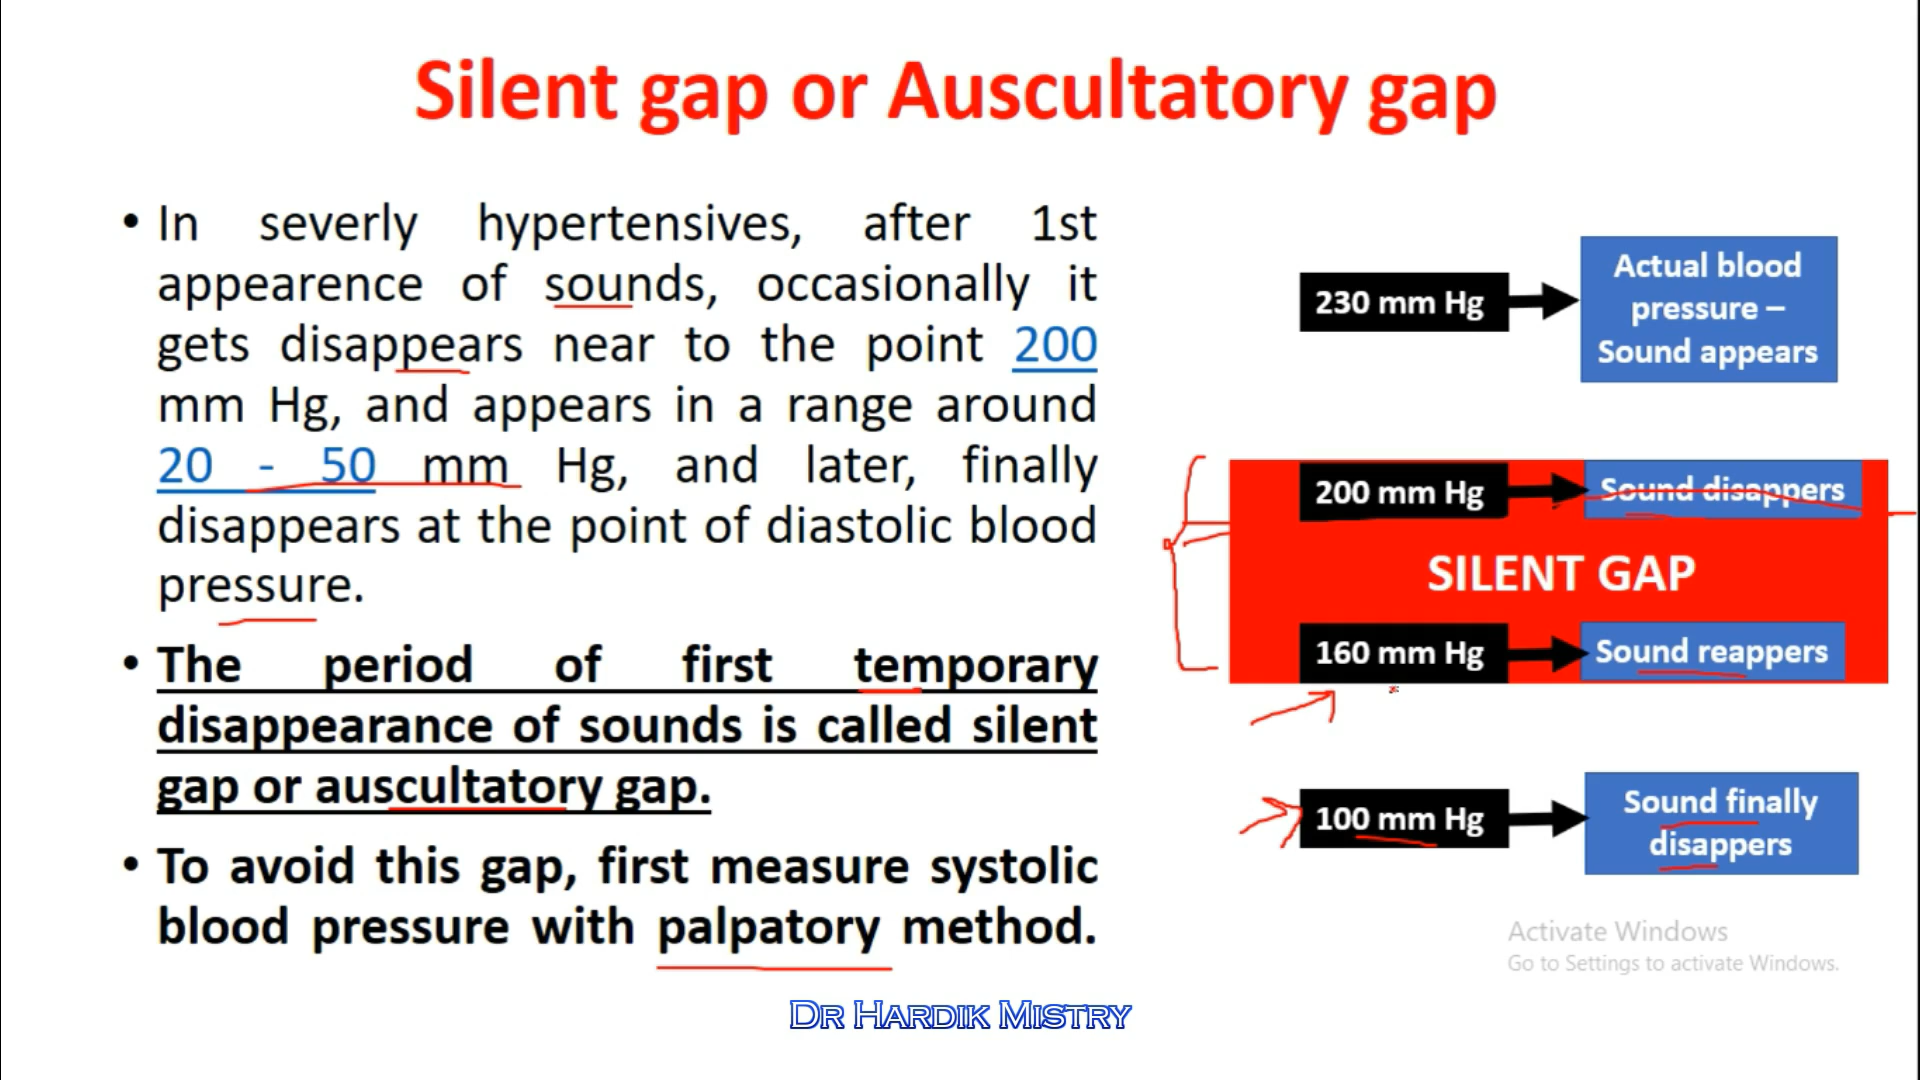 Silent gap or Auscultatory gap
• In severly hypertensives, after 1st
appearence of sounds, occasionally it
gets disappears near to the point 200
mm Hg, and appears in a range around
20 - 50 mm Hg, and later, finally
disappears at the point of diastolic blood
pressure.
• The period of first temporary
disappearance of sounds is called silent
gap or auscultatory gap.
• To avoid this gap, first measure systolic
blood pressure with palpatory method.
230 mm Hg
Actual blood
pressure –
Sound appears
200 mm Hg
Sound disappers
SILENT GAP
160 mm Hg
Sound reappers
100 mm Hg
Sound finally
disappers
Activate Windows
Go to Settings to activate Windows.
Dr Hardik Mistry